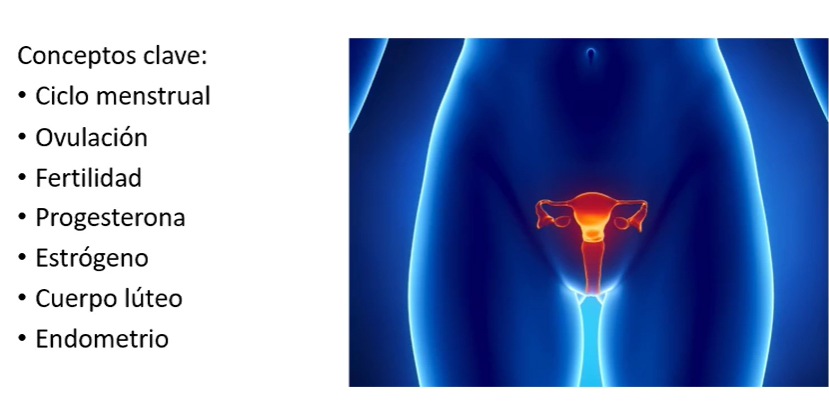 Conceptos clave:
• Ciclo menstrual
• Ovulación
• Fertilidad
• Progesterona
• Estrógeno
• Cuerpo lúteo
• Endometrio